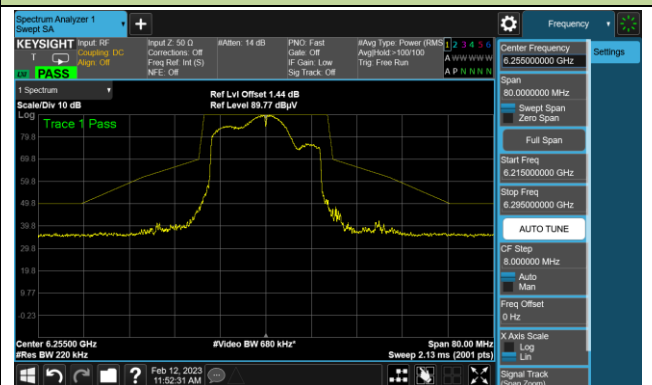 Spectrum Analyzer 1
Swept SA
+
Frequency
KEYSIGHT Input: RF
Coupling: DC
Align: Off
Input Z: 50 Ω
Corrections: Off
Freq Ref: Int (S)
NFE: Off
#Atten: 14 dB
PNO: Fast
Gate: Off
IF Gain: Low
Sig Track: Off
#Avg Type: Power (RMS
Avg|Hold:>100/100
Trig: Free Run
1 2 3 4 5 6
A W W W W W
A P N N N N
T
PASS
Center Frequency
6.255000000 GHz
Settings
Span
80.0000000 MHz
Swept Span
Zero Span
Full Span
Start Freq
6.215000000 GHz
Stop Freq
6.295000000 GHz
AUTO TUNE
CF Step
8.000000 MHz
Auto
Man
Freq Offset
0 Hz
X Axis Scale
Log
Lin
Signal Track
(Span Zoom)
1 Spectrum
Scale/Div 10 dB
Ref Lvl Offset 1.44 dB
Ref Level 89.77 dBµV
Log
Trace 1 Pass
79.8
69.8
59.8
49.8
39.8
29.8
19.8
9.77
-0.23
Center 6.25500 GHz
#Res BW 220 kHz
#Video BW 680 kHz*
Span 80.00 MHz
Sweep 2.13 ms (2001 pts)
?
Feb 12, 2023
11:52:31 AM